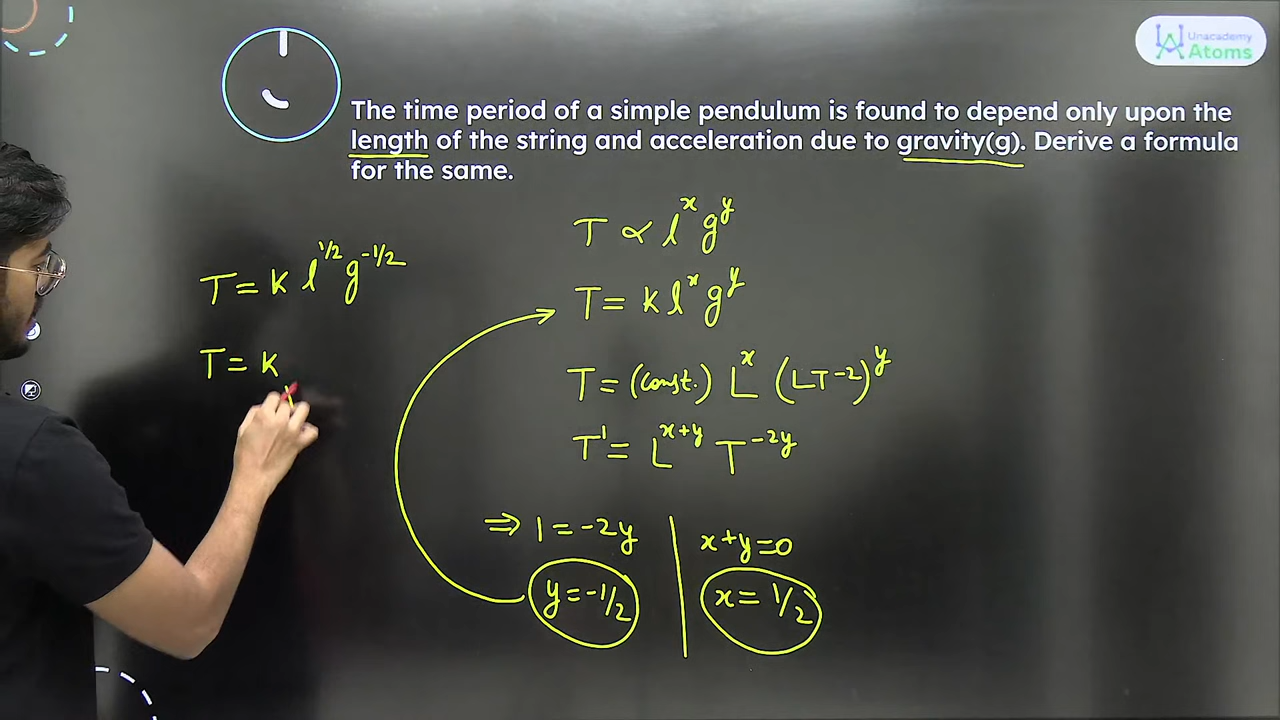 Unacademy
Atoms
The time period of a simple pendulum is found to depend only upon the
length of the string and acceleration due to gravity(g). Derive a formula
for the same.
T ∝ l^x g^y
T = K l^x g^y
T = (const.) L^x (LT-2)^y
T^1 = L^x+y T^-2y
⇒ 1 = -2y
y = -1/2
x+y=0
x = 1/2
T = K l^1/2 g^-1/2
T = K